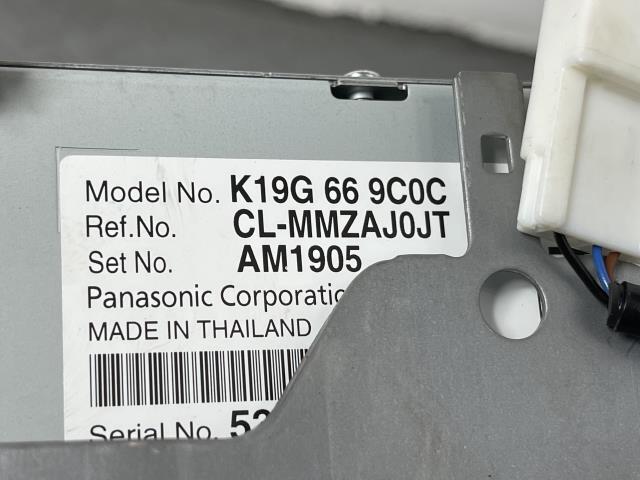 Model No. K19G 66 9C0C
Ref.No. CL-MMZAJ0JT
Set No. AM1905
Panasonic Corporatio
MADE IN THAILAND
Serial No. 53